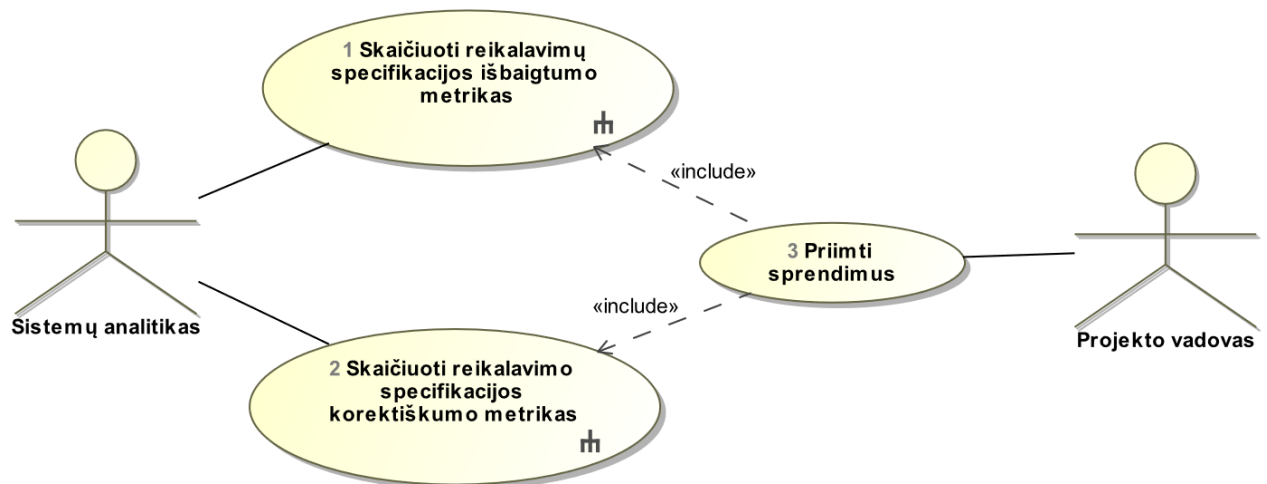 1 Skaičiuoti reikalavimų
specifikacijos išbaigtumo
metrikas
«include»
3 Priimti
sprendimus
«include»
Sistemų analitikas
Projekto vadovas
2 Skaičiuoti reikalavimo
specifikacijos
korektiškumo metrikas